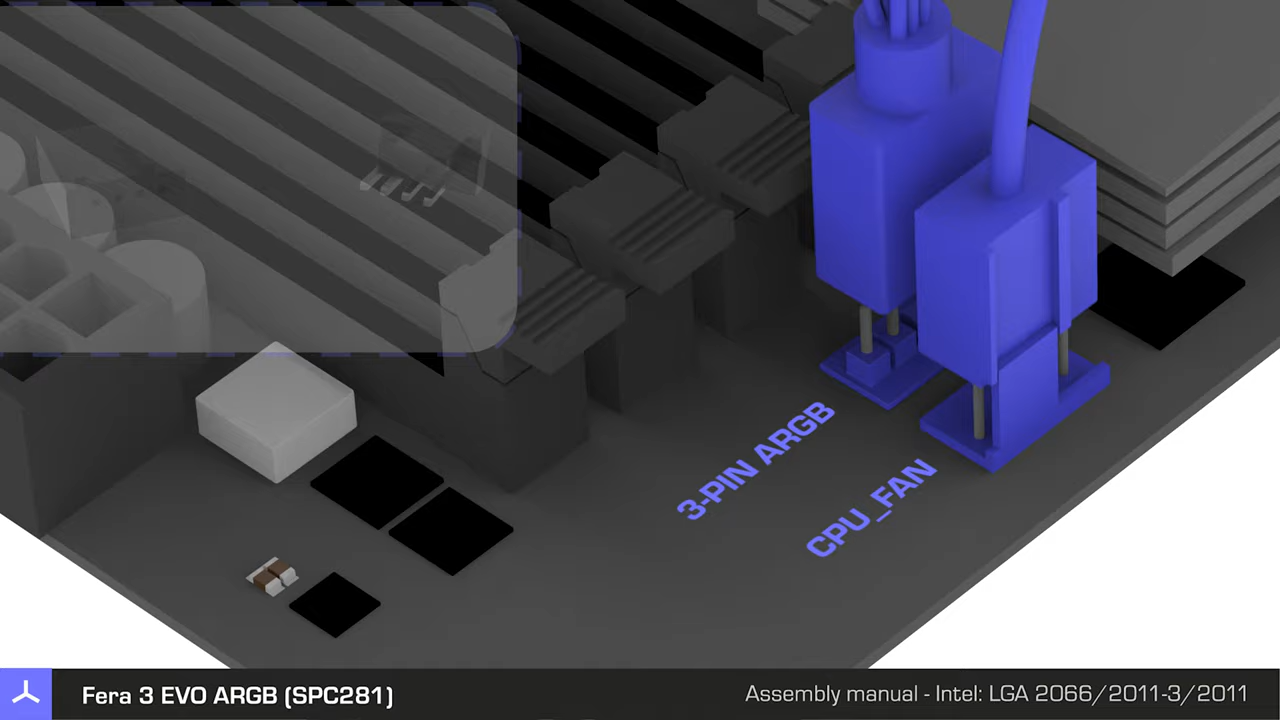 3-PIN ARGB
CPU_FAN
Fera 3 EVO ARGB (SPC281)
Assembly manual - Intel: LGA 2066/2011-3/2011